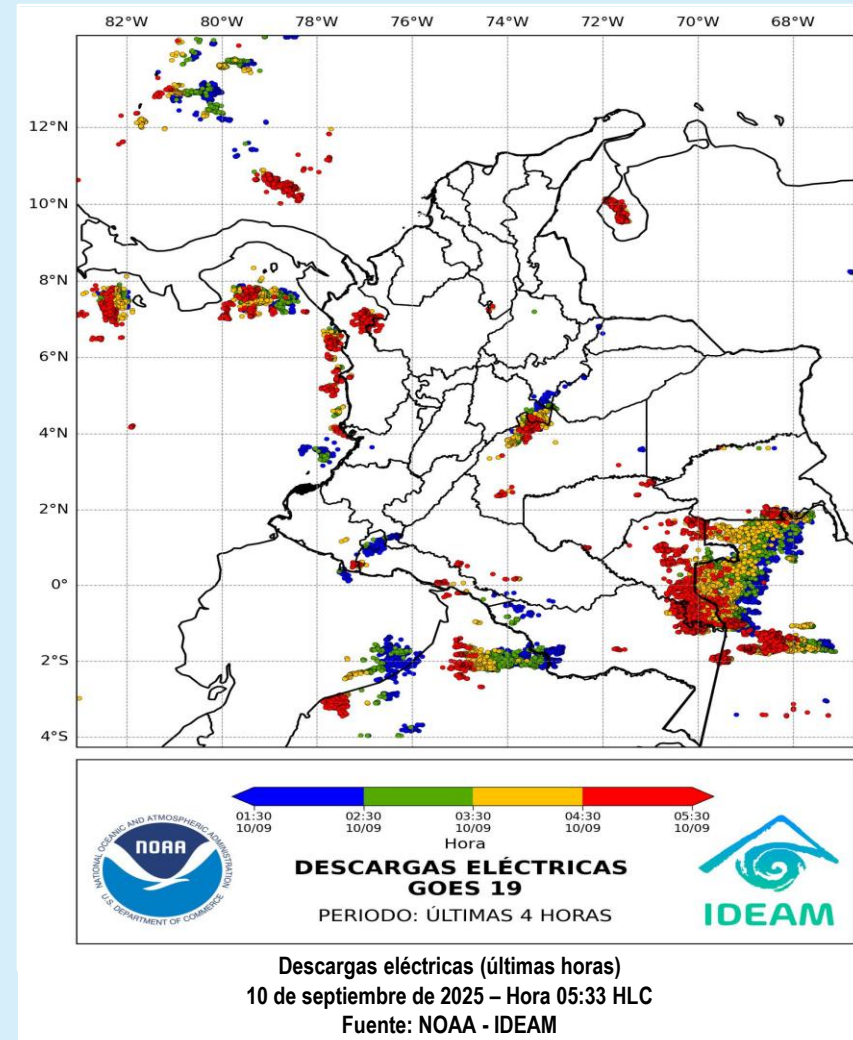 82°W 80°W 78°W 76°W 74°W 72°W 70°W 68°W
12°N
10°N
8°N
6°N
4°N
2°N
0°
2°S
4°S
01:30 02:30 03:30 04:30 05:30
10/09 10/09 10/09 10/09 10/09
Hora
NATIONAL OCEANIC AND ATMOSPHERIC ADMINISTRATION
NOAA
U.S. DEPARTMENT OF COMMERCE
DESCARGAS ELÉCTRICAS
GOES 19
PERIODO: ÚLTIMAS 4 HORAS
IDEAM
Descargas eléctricas (últimas horas)
10 de septiembre de 2025 – Hora 05:33 HLC
Fuente: NOAA - IDEAM